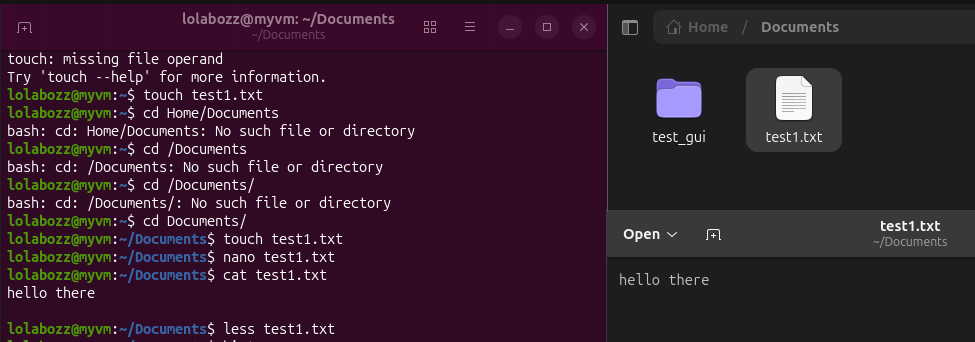 lolabozz@myvm: ~/Documents
~/Documents
touch: missing file operand
Try 'touch --help' for more information.
lolabozz@myvm:~$ touch test1.txt
lolabozz@myvm:~$ cd Home/Documents
bash: cd: Home/Documents: No such file or directory
lolabozz@myvm:~$ cd /Documents
bash: cd: /Documents: No such file or directory
lolabozz@myvm:~$ cd /Documents/
bash: cd: /Documents/: No such file or directory
lolabozz@myvm:~$ cd Documents/
lolabozz@myvm:~/Documents$ touch test1.txt
lolabozz@myvm:~/Documents$ nano test1.txt
lolabozz@myvm:~/Documents$ cat test1.txt
hello there
lolabozz@myvm:~/Documents$ less test1.txt
Home / Documents
test_gui
test1.txt
Open
test1.txt
~/Documents
hello there